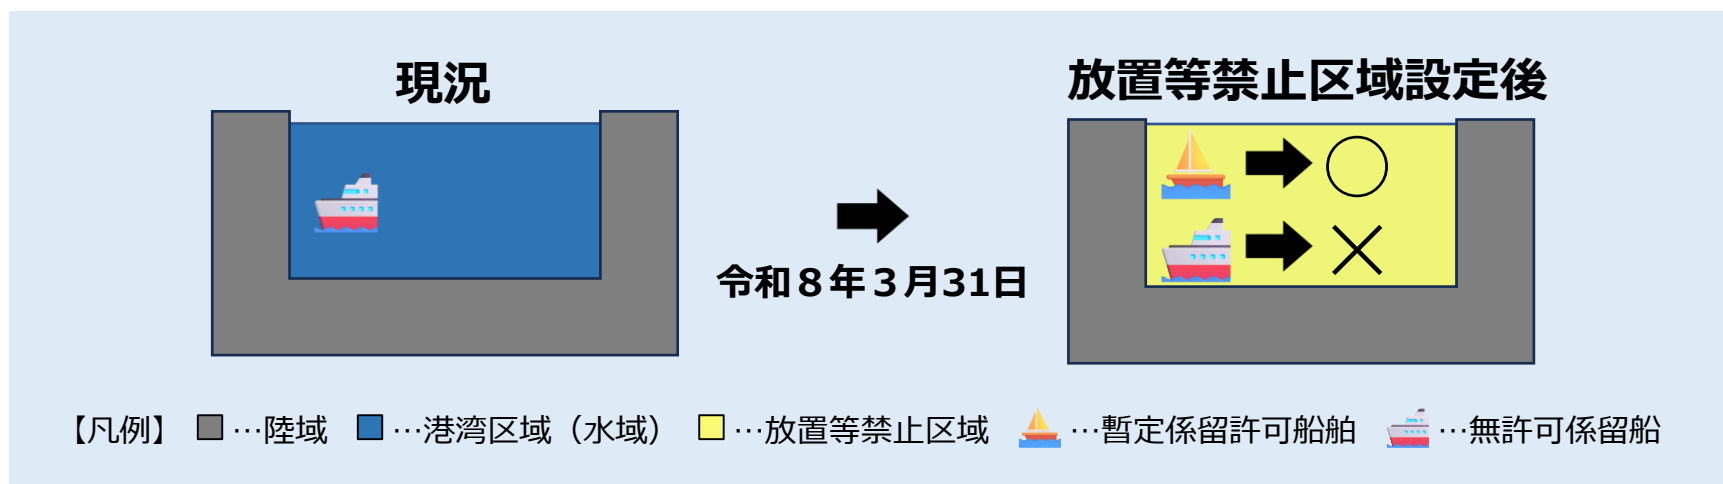 現況
放置等禁止区域設定後
令和８年３月31日
【凡例】 …陸域 …港湾区域（水域） …放置等禁止区域 …暫定係留許可船舶 …無許可係留船